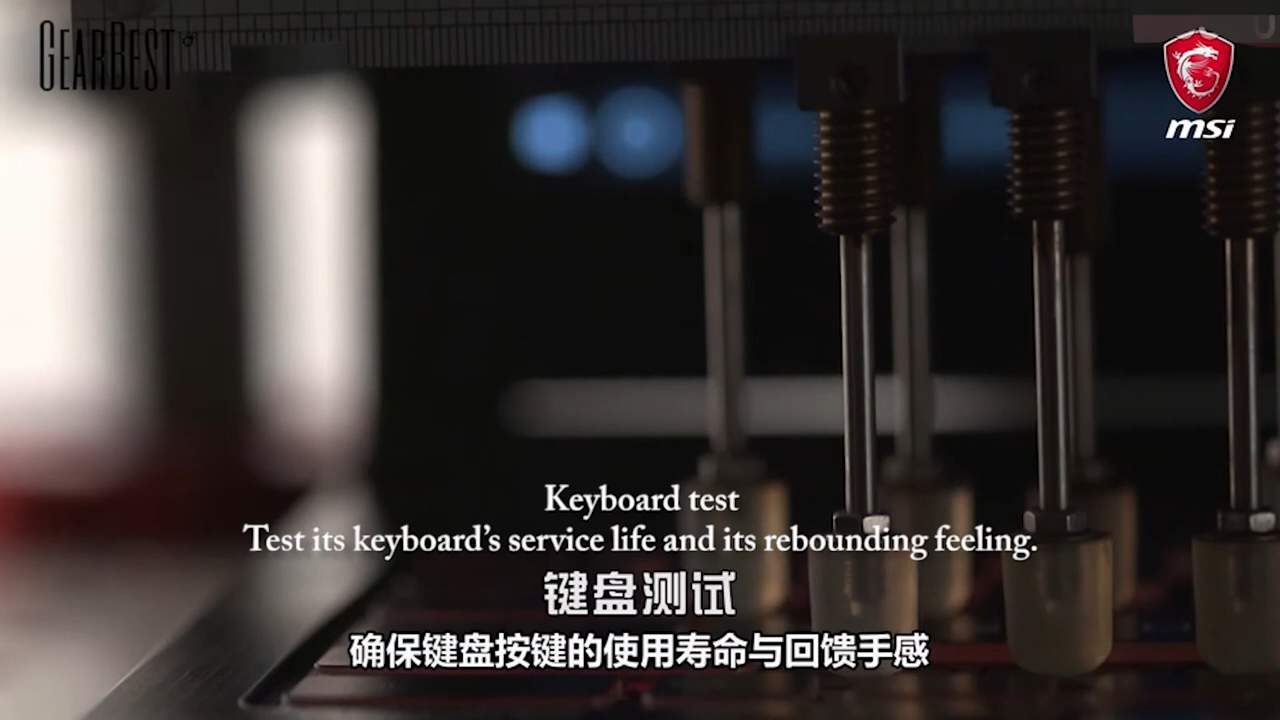 GEARBEST
msi
Keyboard test
Test its keyboard's service life and its rebounding feeling.
键盘测试
确保键盘按键的使用寿命与回馈手感